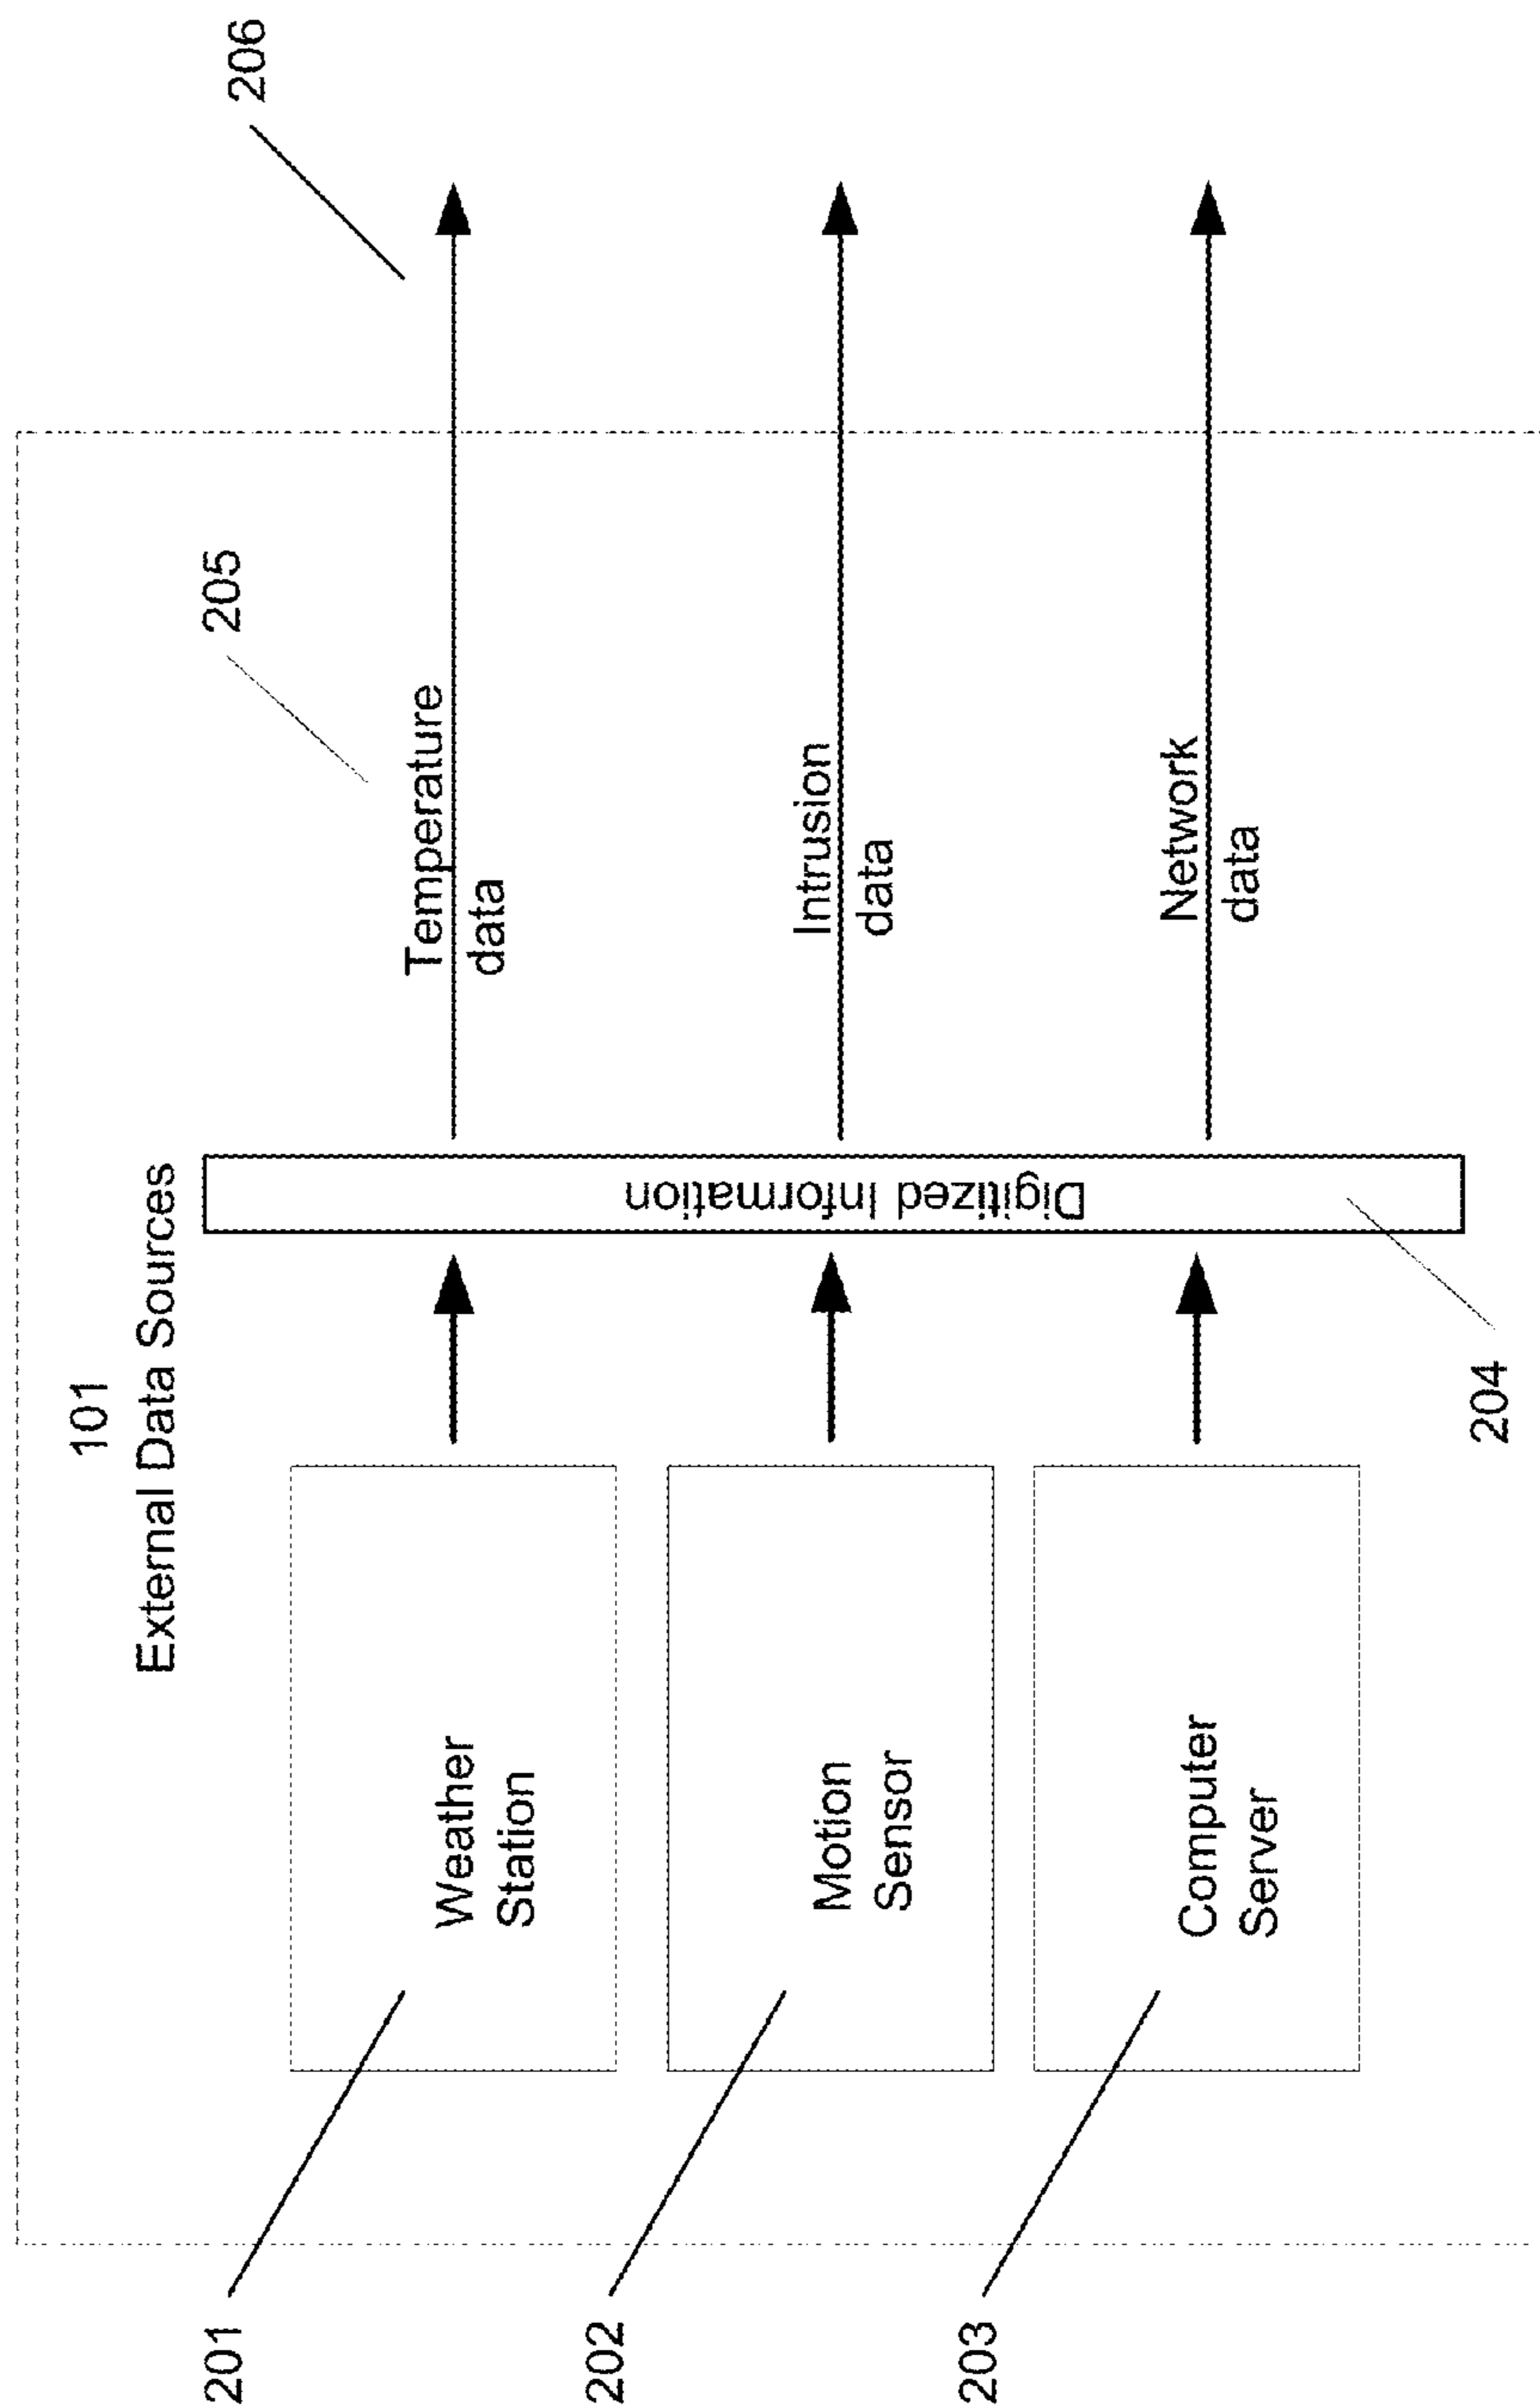 101
External Data Sources
206
205
201
Weather
Station
Temperature
data
202
Motion
Sensor
Digitized Information
Intrusion
data
203
Computer
Server
Network
data
204